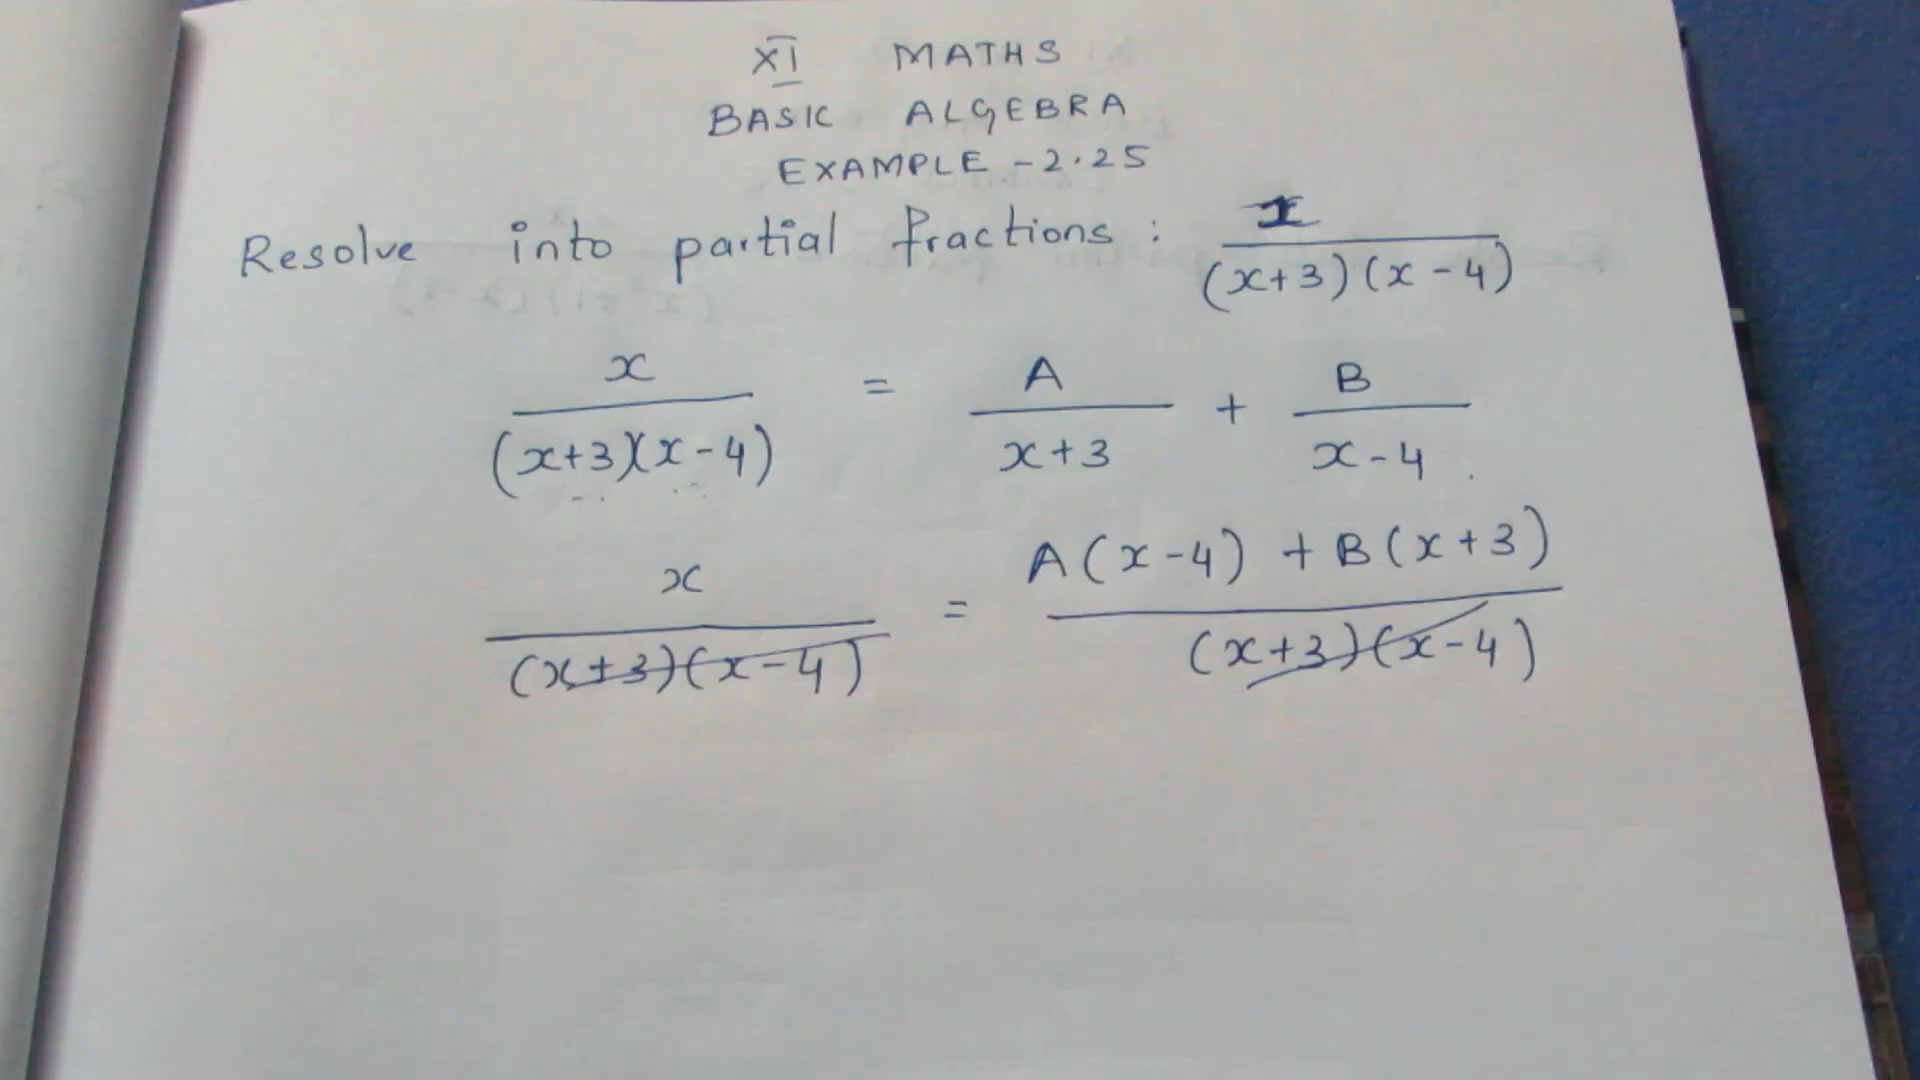 XI MATHS
BASIC ALGEBRA
EXAMPLE - 2.25
Resolve into partial fractions : x / (x+3)(x-4)
x / (x+3)(x-4) = A / x+3 + B / x-4
x / (x+3)(x-4) = A(x-4) + B(x+3) / (x+3)(x-4)